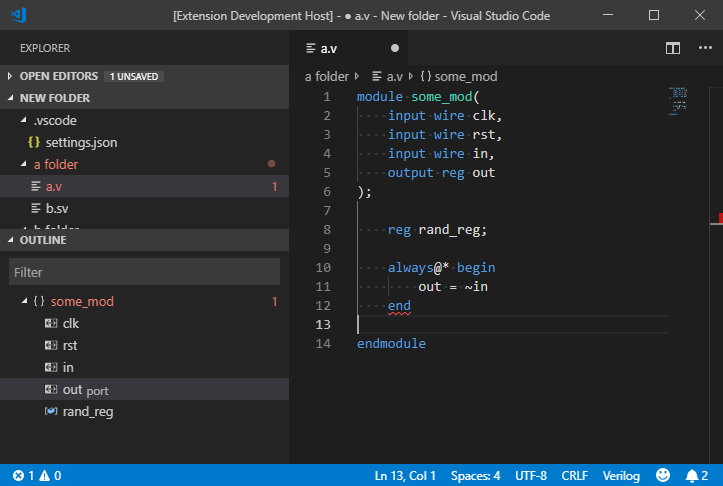 [Extension Development Host] - ● a.v - New folder - Visual Studio Code
EXPLORER
OPEN EDITORS 1 UNSAVED
NEW FOLDER
.vscode
{} settings.json
a folder
a.v 1
b.sv
OUTLINE
Filter
{} some_mod 1
clk
rst
in
out port
rand_reg
a.v
a folder a.v {} some_mod
1 module some_mod(
2     input wire clk,
3     input wire rst,
4     input wire in,
5     output reg out
6 );
7
8     reg rand_reg;
9
10     always@* begin
11         out = ~in
12     end
13
14 endmodule
1 0 Ln 13, Col 1 Spaces: 4 UTF-8 CRLF Verilog 2